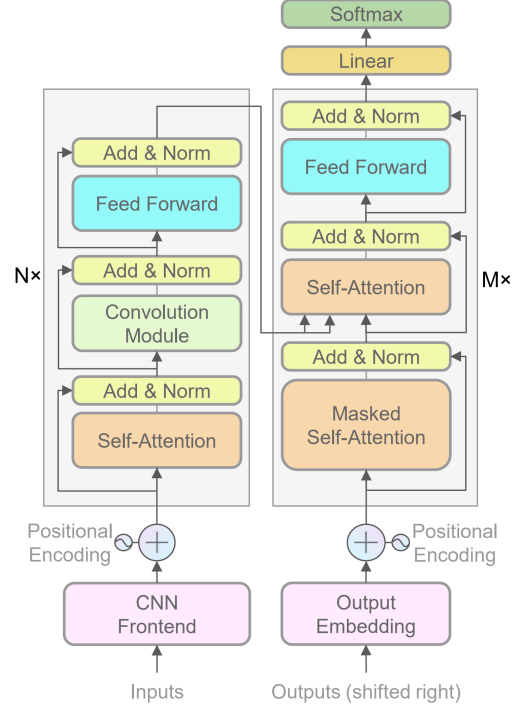 Softmax
Linear
Add & Norm
Feed Forward
Add & Norm
Self-Attention
Add & Norm
Masked
Self-Attention
M×
Add & Norm
Feed Forward
Add & Norm
Convolution
Module
Add & Norm
Self-Attention
N×
Positional
Encoding
CNN
Frontend
Inputs
Positional
Encoding
Output
Embedding
Outputs (shifted right)